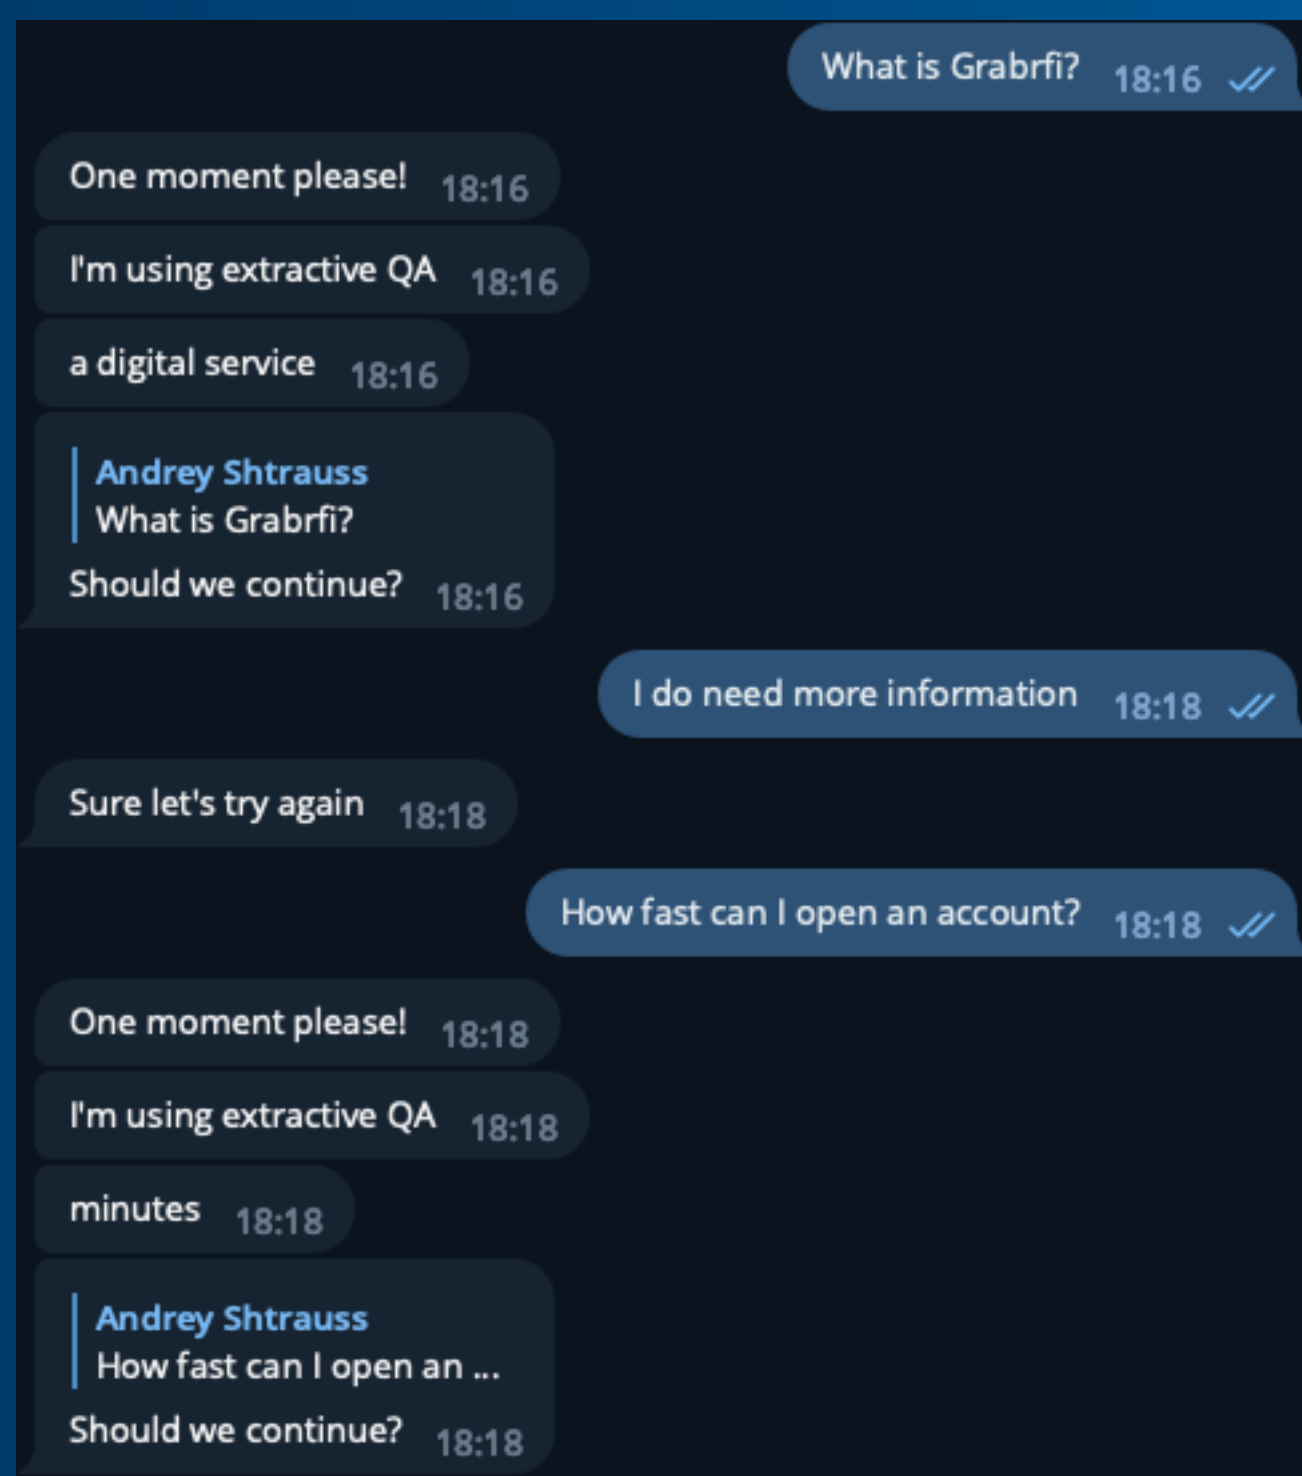 What is Grabrfi? 18:16
One moment please! 18:16
I'm using extractive QA 18:16
a digital service 18:16
Andrey Shtrauss
What is Grabrfi?
Should we continue? 18:16
I do need more information 18:18
Sure let's try again 18:18
How fast can I open an account? 18:18
One moment please! 18:18
I'm using extractive QA 18:18
minutes 18:18
Andrey Shtrauss
How fast can I open an ...
Should we continue? 18:18